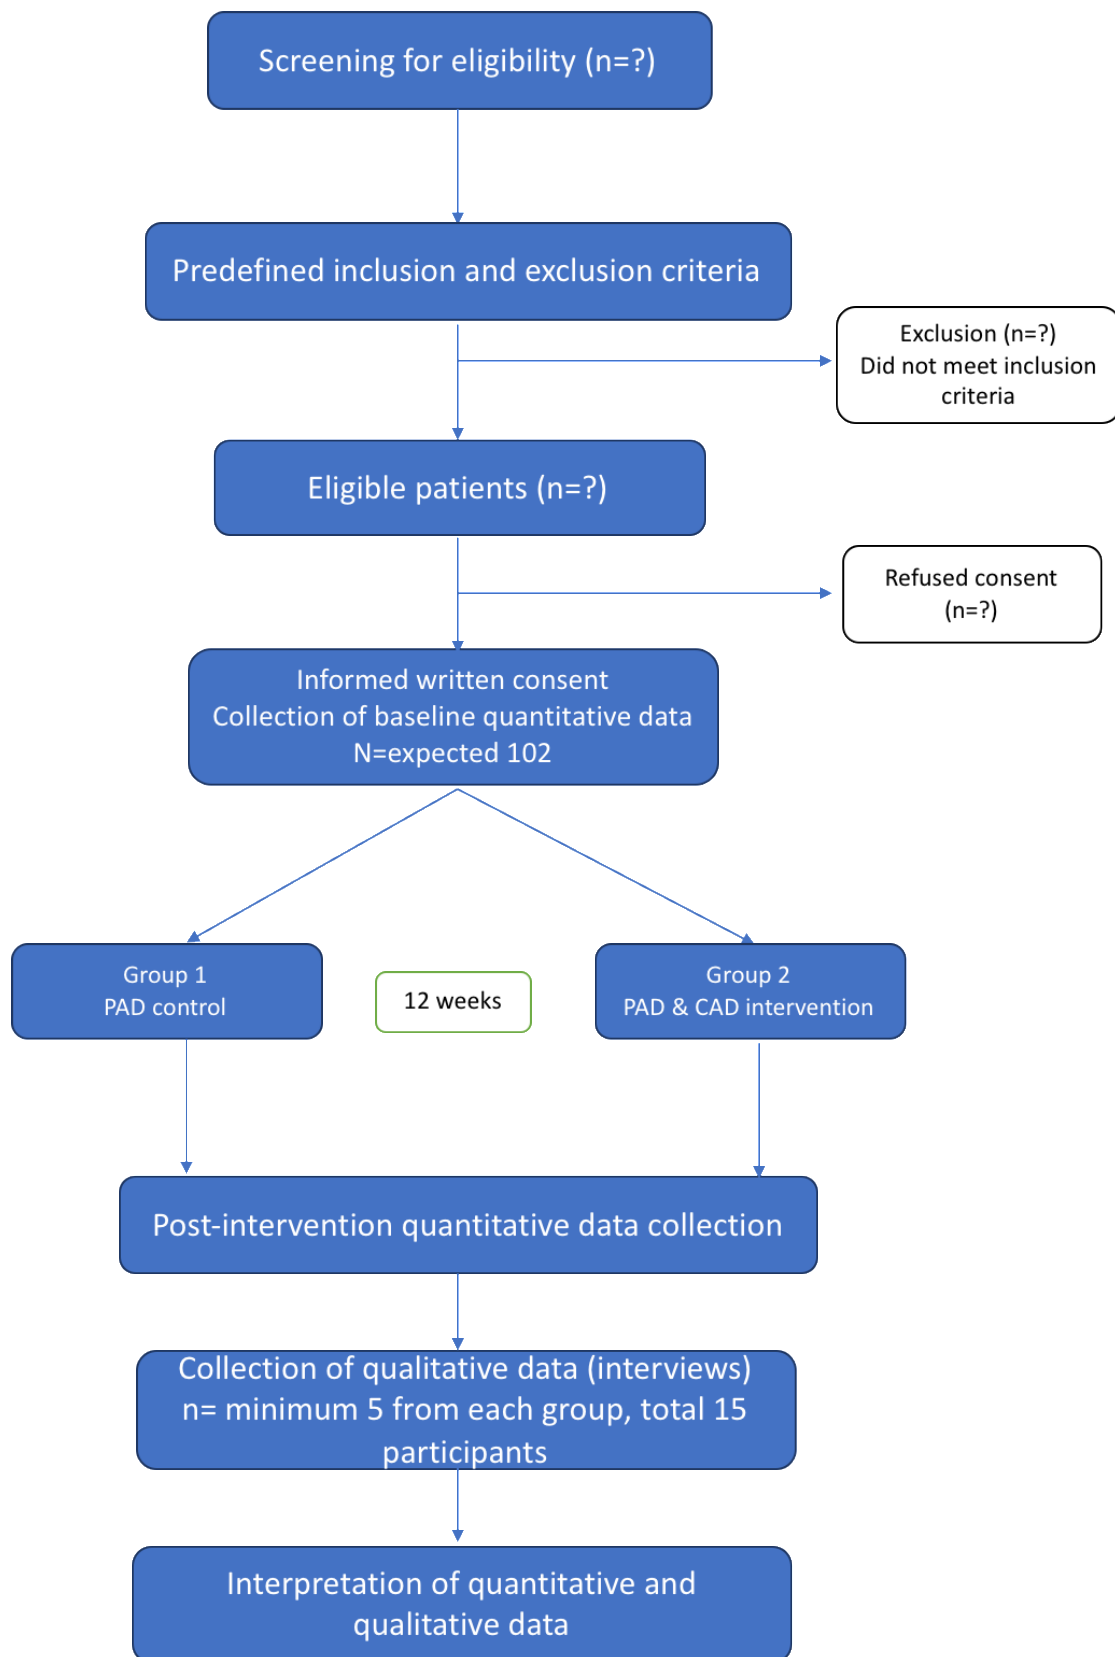 Screening for eligibility (n=?)
Predefined inclusion and exclusion criteria
Exclusion (n=?)
Did not meet inclusion
criteria
Eligible patients (n=?)
Refused consent
(n=?)
Informed written consent
Collection of baseline quantitative data
N=expected 102
Group 1
PAD control
12 weeks
Group 2
PAD & CAD intervention
Post-intervention quantitative data collection
Collection of qualitative data (interviews)
n= minimum 5 from each group, total 15
participants
Interpretation of quantitative and
qualitative data